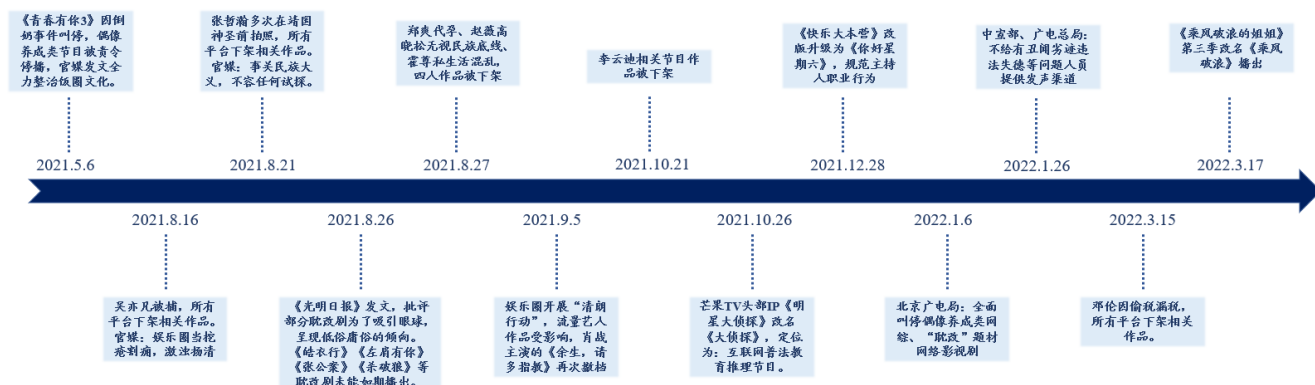 《青春有你3》因倒
奶事件叫停，偶像
养成类节目被责令
停播，官媒发文全
力整治饭圈文化。
张哲瀚多次在靖国
神圣前拍照，所有
平台下架相关作品。
官媒：事关民族大
义，不容任何试探。
郑爽代孕、赵薇高
晓松无视民族底线、
霍尊私生活混乱，
四人作品被下架
李云迪相关节目作
品被下架
《快乐大本营》改
版升级为《你好星
期六》，规范主持
人职业行为
中宣部、广电总局：
不给有丑闻劣迹违
法失德等问题人员
提供发声渠道
《乘风破浪的姐姐》
第三季改名《乘风
破浪》播出
2021.5.6
2021.8.21
2021.8.27
2021.10.21
2021.12.28
2022.1.26
2022.3.17
2021.8.16
2021.8.26
2021.9.5
2021.10.26
2022.1.6
2022.3.15
吴亦凡被捕，所有
平台下架相关作品。
官媒：娱乐圈当挖
疮割痈，激浊扬清
《光明日报》发文，批评
部分耽改剧为了吸引眼球，
呈现低俗庸俗的倾向。
《皓衣行》《左肩有你》
《张公案》《杀破狼》等
耽改剧未能如期播出。
娱乐圈开展“清朗
行动”，流量艺人
作品受影响，肖战
主演的《余生，请
多指教》再次撤档
芒果TV头部IP《明
星大侦探》改名
《大侦探》，定位
为：互联网普法教
育推理节目。
北京广电局：全面
叫停偶像养成类网
综、“耽改”题材
网络影视剧
邓伦因偷税漏税，
所有平台下架相关
作品。